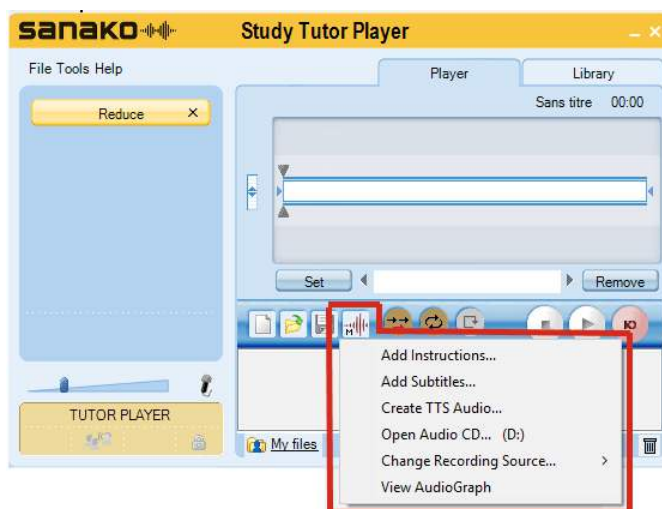 sanako
Study Tutor Player
File Tools Help
Player
Library
Reduce
Sans titre 00:00
Set
Remove
M
Add Instructions...
Add Subtitles...
Create TTS Audio...
Open Audio CD... (D:)
Change Recording Source...
View AudioGraph
TUTOR PLAYER
My files